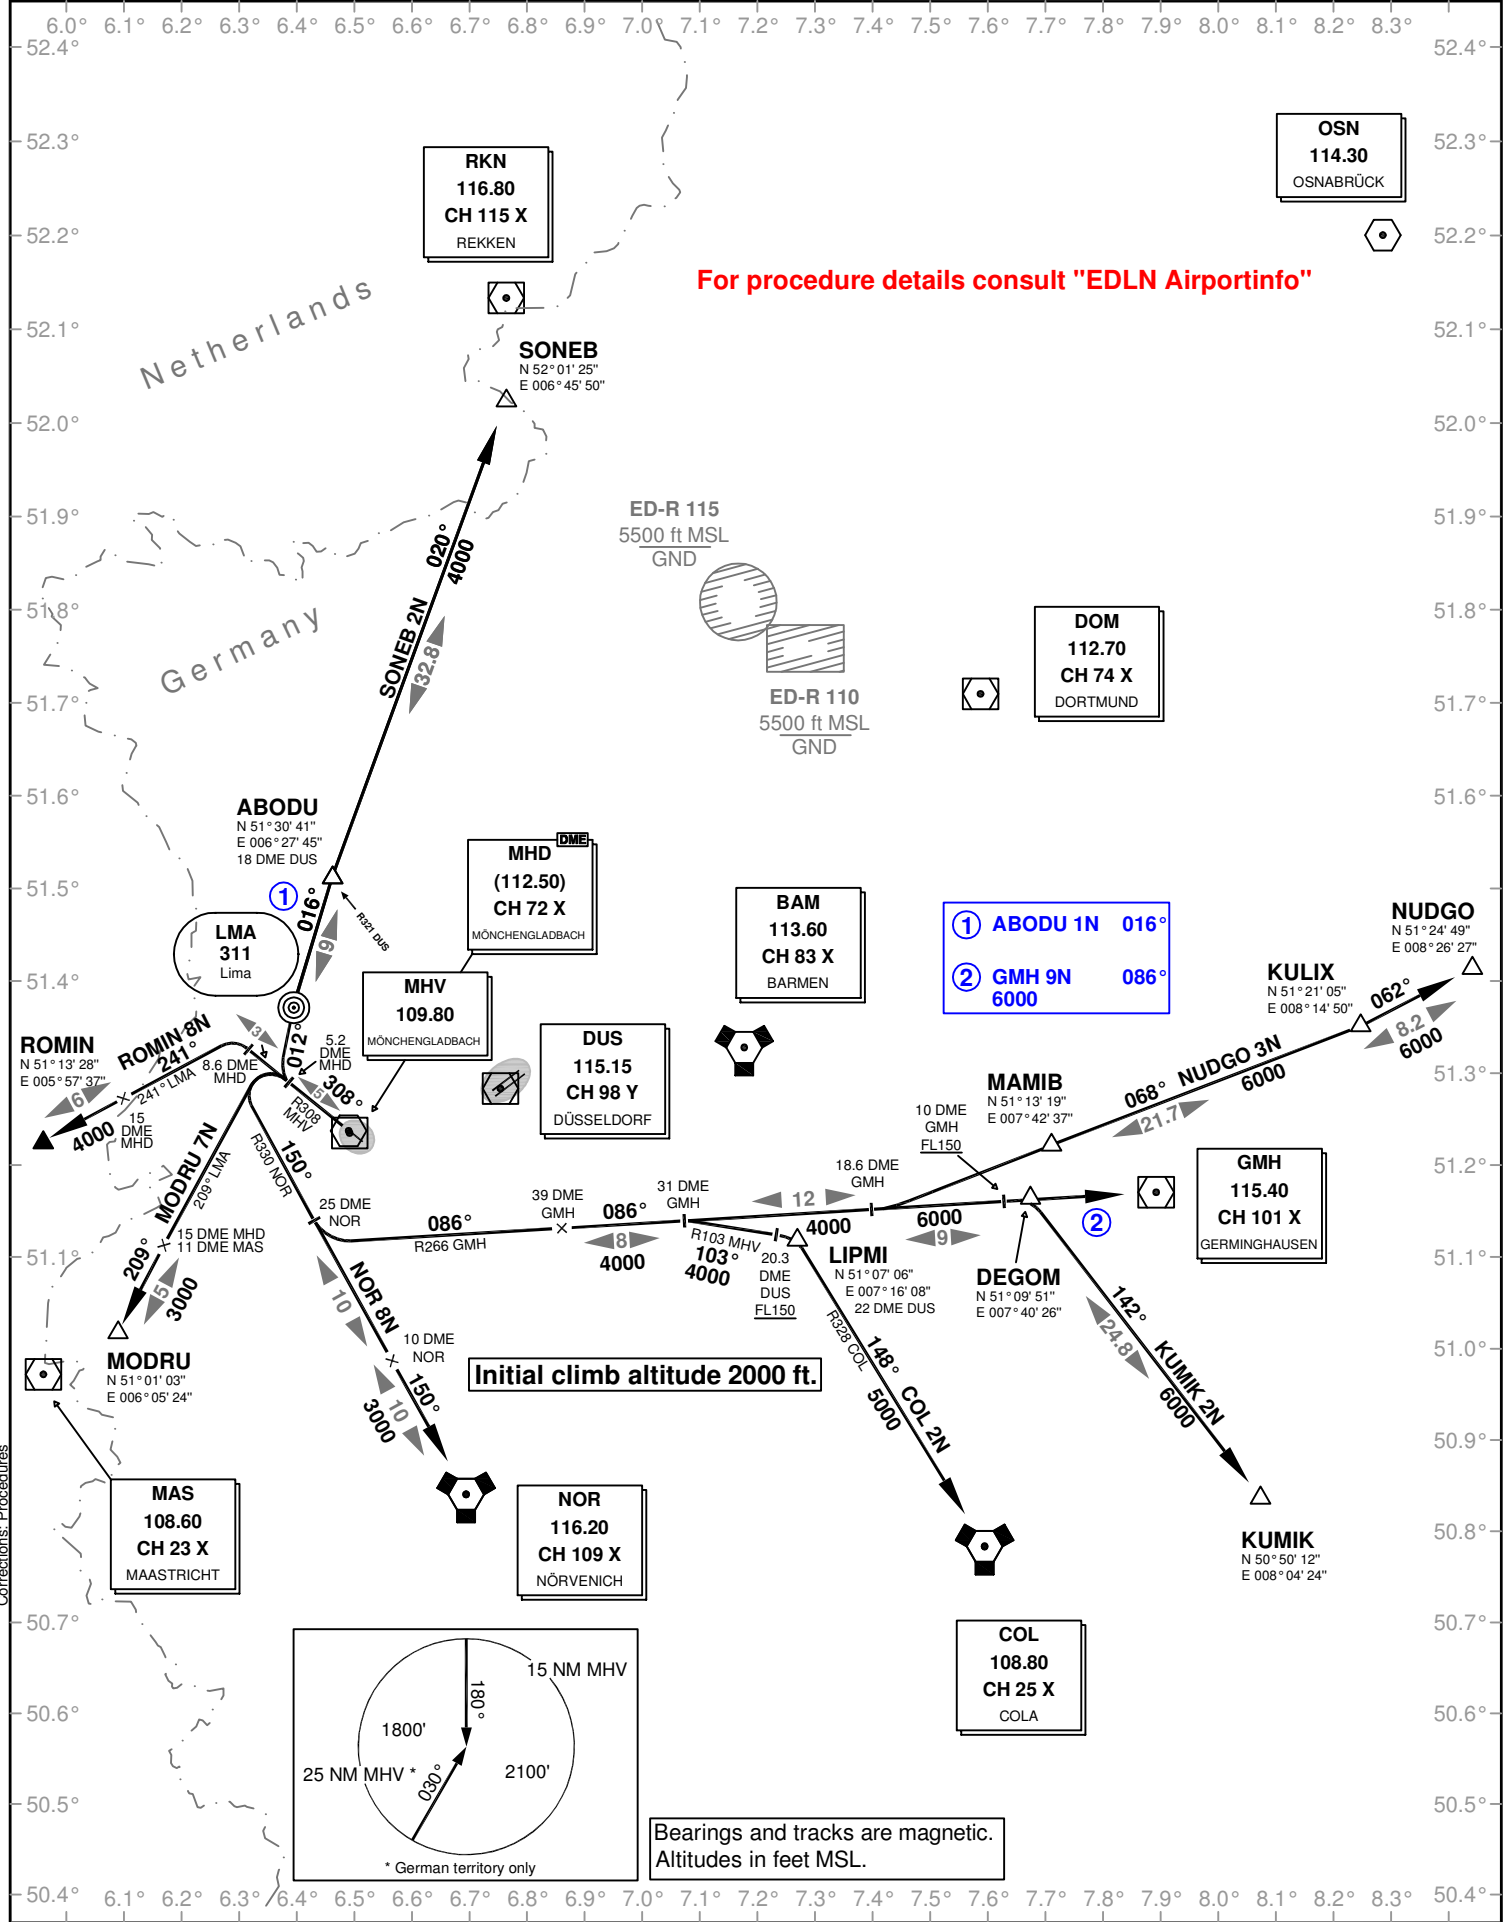 6.0° 6.1° 6.2° 6.3° 6.4° 6.5° 6.6° 6.7° 6.8° 6.9° 7.0° 7.1° 7.2° 7.3° 7.4° 7.5° 7.6° 7.7° 7.8° 7.9° 8.0° 8.1° 8.2° 8.3°
52.4° 52.4°
52.3° 52.3°
52.2° 52.2°
52.1° 52.1°
52.0° 52.0°
51.9° 51.9°
51.8° 51.8°
51.7° 51.7°
51.6° 51.6°
51.5° 51.5°
51.4° 51.4°
51.3° 51.3°
51.2°
51.1° 51.1°
51.0°
50.9°
50.8°
50.7° 50.7°
50.6° 50.6°
50.5° 50.5°
50.4° 50.4°
OSN
114.30
OSNABRÜCK
RKN
116.80
CH 115 X
REKKEN
For procedure details consult "EDLN Airportinfo"
Netherlands
SONEB
N 52° 01' 25"
E 006° 45' 50"
020°
4000
SONEB 2N
32.8
Germany
ED-R 115
5500 ft MSL
GND
ED-R 110
5500 ft MSL
GND
DOM
112.70
CH 74 X
DORTMUND
ABODU
N 51° 30' 41"
E 006° 27' 45"
18 DME DUS
1
016°
9
R321 DUS
DME
MHD
(112.50)
CH 72 X
MÖNCHENGLADBACH
LMA
311
Lima
MHV
109.80
MÖNCHENGLADBACH
BAM
113.60
CH 83 X
BARMEN
1 ABODU 1N 016°
2 GMH 9N 086°
6000
NUDGO
N 51° 24' 49"
E 008° 26' 27"
KULIX
N 51° 21' 05"
E 008° 14' 50"
062°
8.2
6000
ROMIN
N 51° 13' 28"
E 005° 57' 37"
ROMIN 8N
241°
241° LMA
6
4000
15
DME
MHD
8.6 DME
MHD
3
012°
5.2
DME
MHD
308°
5
R308
MHV
DUS
115.15
CH 98 Y
DÜSSELDORF
MAMIB
N 51° 13' 19"
E 007° 42' 37"
068°
NUDGO 3N
6000
21.7
10 DME
GMH
FL150
18.6 DME
GMH
GMH
115.40
CH 101 X
GERMINGHAUSEN
MODRU 7N
209° LMA
15 DME MHD
11 DME MAS
209°
5
3000
R330 NOR
150°
25 DME
NOR
39 DME
GMH
31 DME
GMH
086°
R266 GMH
086°
8
4000
12
4000
6000
9
2
R103 MHV
103°
4000
20.3
DME
DUS
FL150
LIPMI
N 51° 07' 06"
E 007° 16' 08"
22 DME DUS
DEGOM
N 51° 09' 51"
E 007° 40' 26"
NOR 8N
10
10 DME
NOR
150°
10
3000
R328 COL
148°
COL 2N
5000
142°
24.8
KUMIK 2N
6000
MODRU
N 51° 01' 03"
E 006° 05' 24"
Initial climb altitude 2000 ft.
MAS
108.60
CH 23 X
MAASTRICHT
NOR
116.20
CH 109 X
NÖRVENICH
KUMIK
N 50° 50' 12"
E 008° 04' 24"
Corrections: Procedures
COL
108.80
CH 25 X
COLA
15 NM MHV
180°
1800'
25 NM MHV *
030°
2100'
* German territory only
Bearings and tracks are magnetic.
Altitudes in feet MSL.
6.1° 6.2° 6.3° 6.4° 6.5° 6.6° 6.7° 6.8° 6.9° 7.0° 7.1° 7.2° 7.3° 7.4° 7.5° 7.6° 7.7° 7.8° 7.9° 8.0° 8.1° 8.2° 8.3°